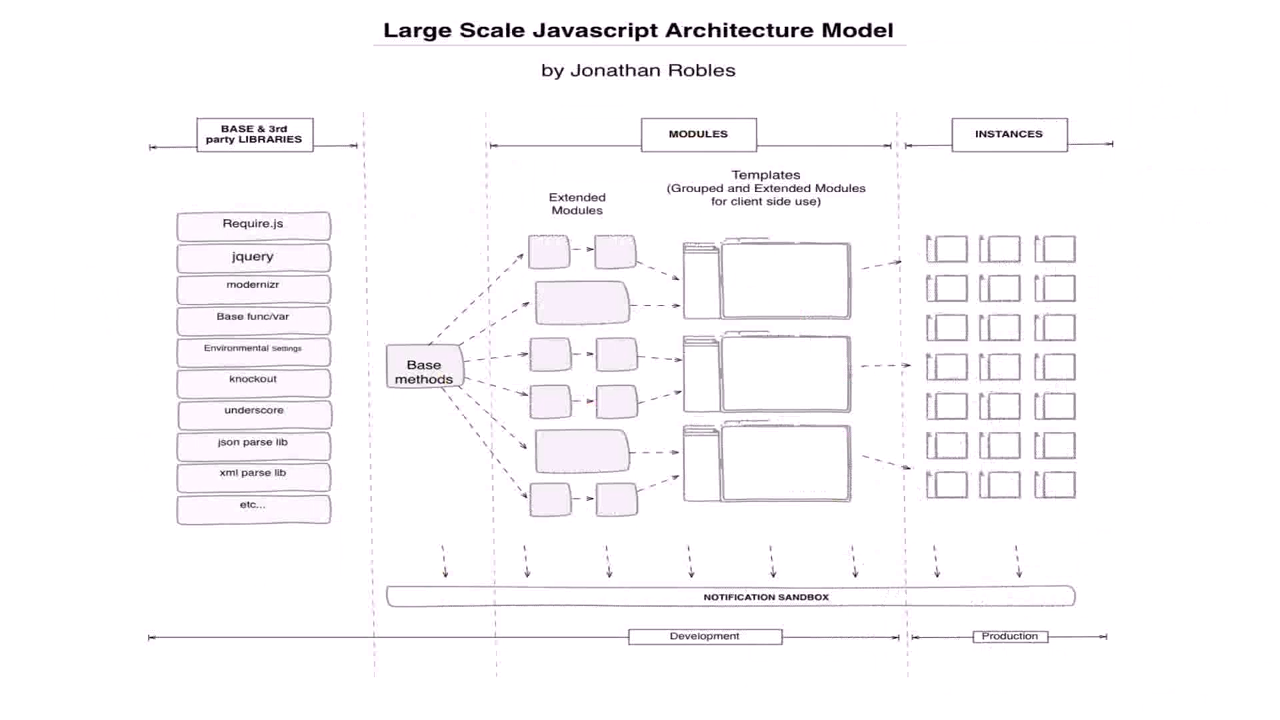 Large Scale Javascript Architecture Model
by Jonathan Robles
BASE & 3rd
party LIBRARIES
MODULES
INSTANCES
Extended
Modules
Templates
(Grouped and Extended Modules
for client side use)
Require.js
jquery
modernizr
Base func/var
Environmental settings
knockout
underscore
json parse lib
xml parse lib
etc...
Base
methods
NOTIFICATION SANDBOX
Development
Production